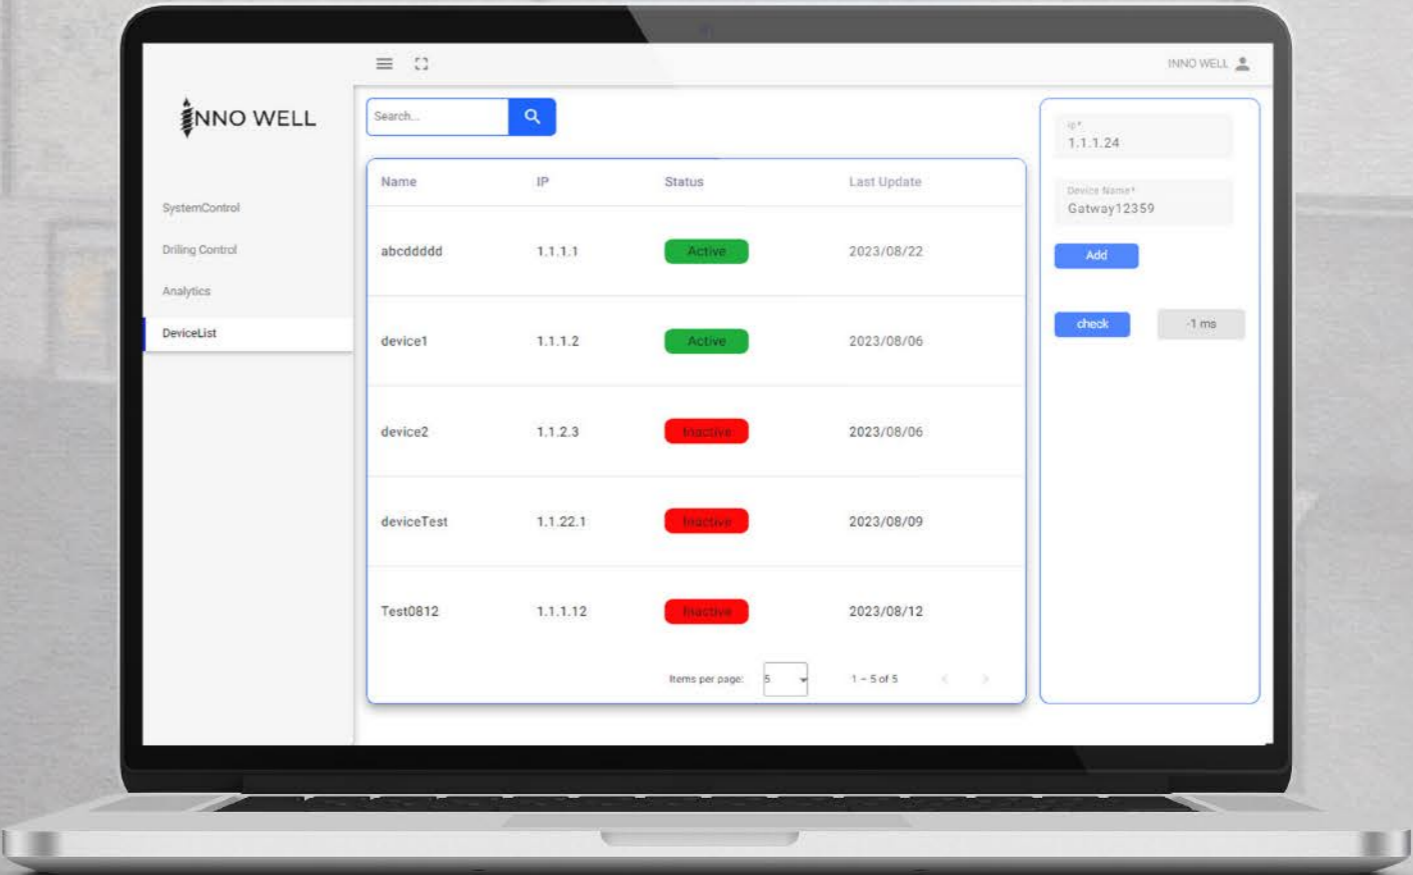 INNO WELL
INNO WELL
SystemControl
Driling Control
Analytics
DeviceList
Search...
Name IP Status Last Update
abcddddd 1.1.1.1 Active 2023/08/22
device1 1.1.1.2 Active 2023/08/06
device2 1.1.2.3 Inactive 2023/08/06
deviceTest 1.1.22.1 Inactive 2023/08/09
Test0812 1.1.1.12 Inactive 2023/08/12
Items per page: 5 1 – 5 of 5
ip*
1.1.1.24
Device Name*
Gatway12359
Add
check -1 ms